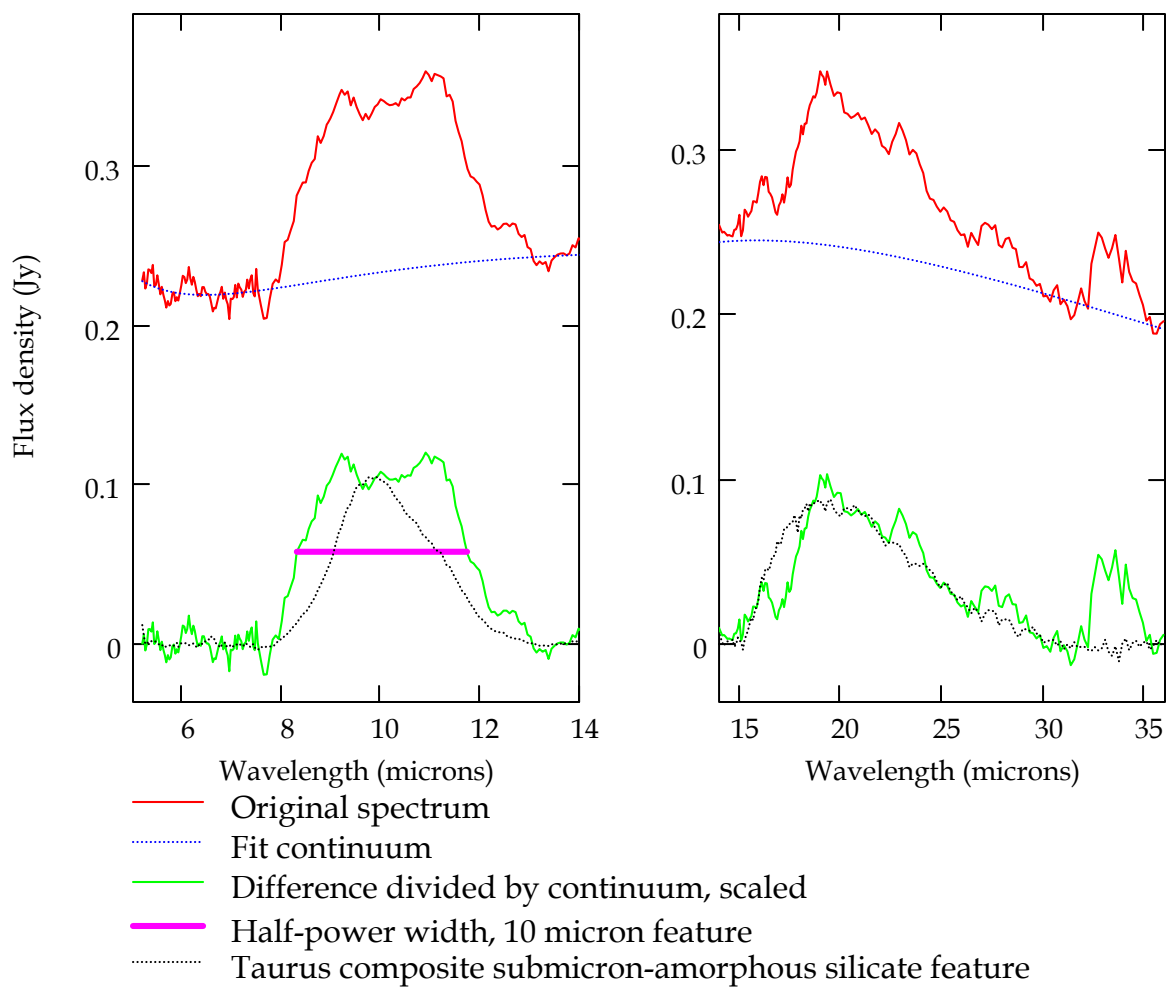 Flux density (Jy)
0.3
0.2
0.1
0
6 8 10 12 14
Wavelength (microns)
0.3
0.2
0.1
0
15 20 25 30 35
Wavelength (microns)
Original spectrum
Fit continuum
Difference divided by continuum, scaled
Half-power width, 10 micron feature
Taurus composite submicron-amorphous silicate feature